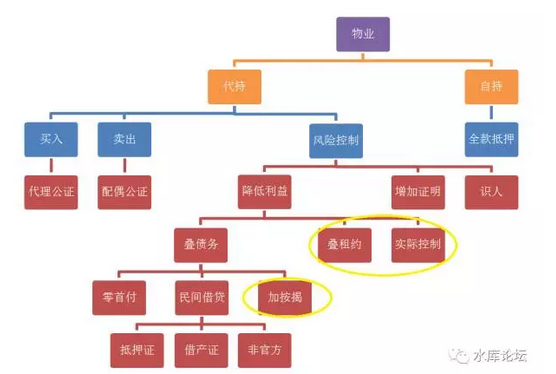 物业
代持
自持
买入
卖出
风险控制
全款抵押
代理公证
配偶公证
降低利益
增加证明
识人
叠债务
叠租约
实际控制
零首付
民间借贷
加按揭
抵押证
借产证
非官方
水库论坛